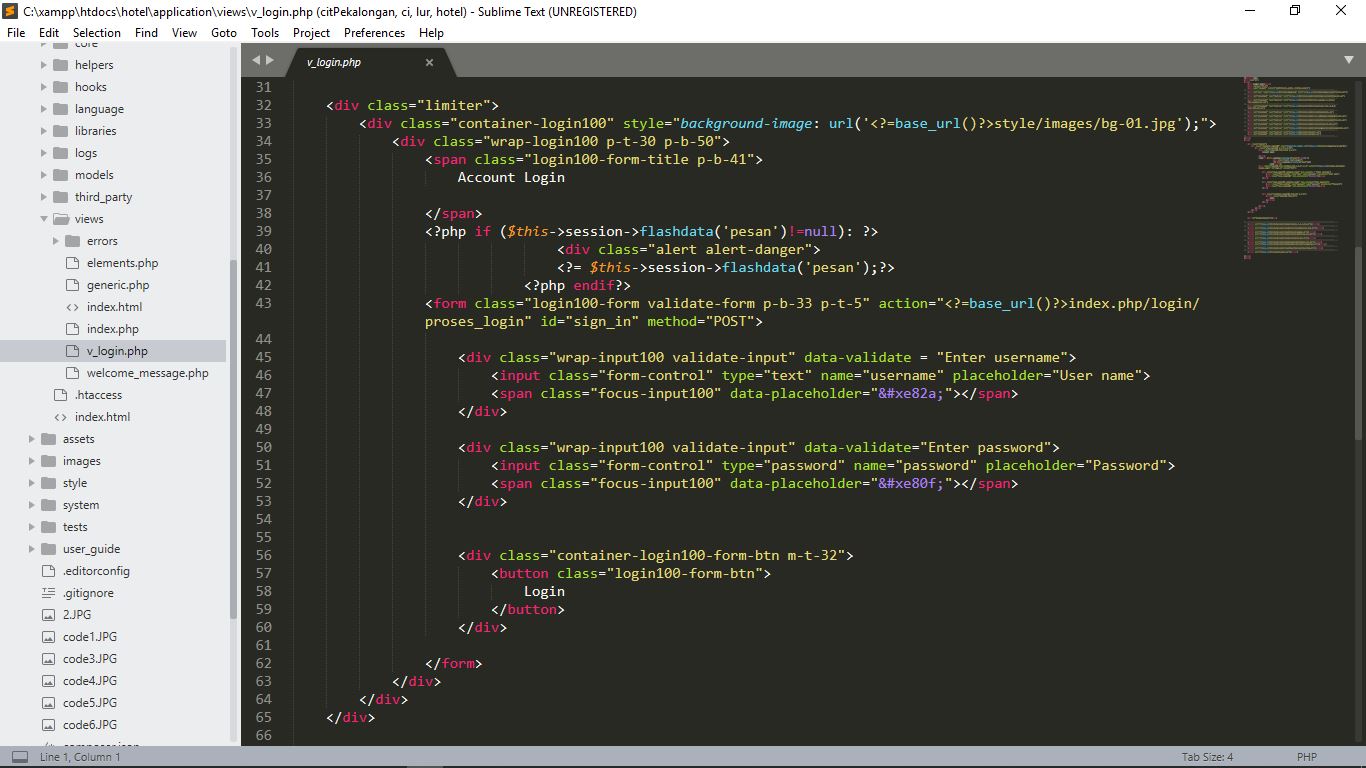 C:\xampp\htdocs\hotel\application\views\v_login.php (citPekalongan, ci, lur, hotel) - Sublime Text (UNREGISTERED)
File Edit Selection Find View Goto Tools Project Preferences Help
core
helpers
hooks
language
libraries
logs
models
third_party
views
errors
elements.php
generic.php
index.html
index.php
v_login.php
welcome_message.php
.htaccess
index.html
assets
images
style
system
tests
user_guide
.editorconfig
.gitignore
2.JPG
code1.JPG
code3.JPG
code4.JPG
code5.JPG
code6.JPG
composer.json
v_login.php
31
32 <div class="limiter">
33 <div class="container-login100" style="background-image: url('<?=base_url()?>style/images/bg-01.jpg');">
34 <div class="wrap-login100 p-t-30 p-b-50">
35 <span class="login100-form-title p-b-41">
36 Account Login
37
38 </span>
39 <?php if ($this->session->flashdata('pesan')!=null): ?>
40 <div class="alert alert-danger">
41 <?= $this->session->flashdata('pesan');?>
42 <?php endif?>
43 <form class="login100-form validate-form p-b-33 p-t-5" action="<?=base_url()?>index.php/login/
proses_login" id="sign_in" method="POST">
44
45 <div class="wrap-input100 validate-input" data-validate = "Enter username">
46 <input class="form-control" type="text" name="username" placeholder="User name">
47 <span class="focus-input100" data-placeholder="&#xe82a;"></span>
48 </div>
49
50 <div class="wrap-input100 validate-input" data-validate="Enter password">
51 <input class="form-control" type="password" name="password" placeholder="Password">
52 <span class="focus-input100" data-placeholder="&#xe80f;"></span>
53 </div>
54
55
56 <div class="container-login100-form-btn m-t-32">
57 <button class="login100-form-btn">
58 Login
59 </button>
60 </div>
61
62 </form>
63 </div>
64 </div>
65 </div>
66
Line 1, Column 1
Tab Size: 4
PHP